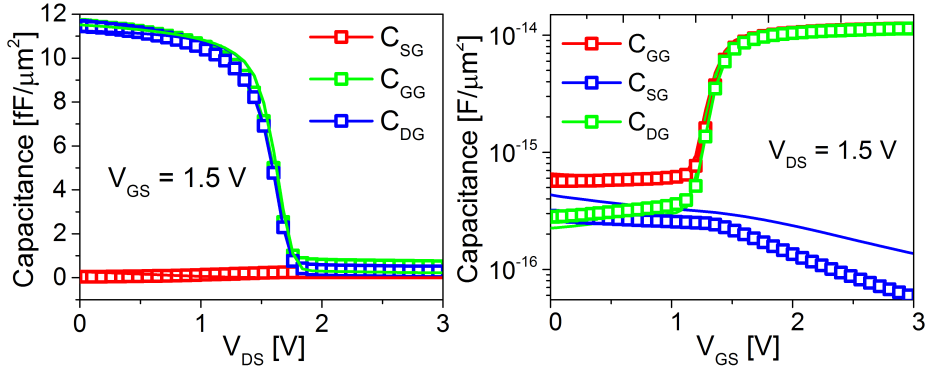 Capacitance [fF/μm²]
12
10
8
6
4
2
0
C_SG
C_GG
C_DG
V_GS = 1.5 V
0 1 2 3
V_DS [V]
Capacitance [F/μm²]
10⁻¹⁴
10⁻¹⁵
10⁻¹⁶
C_GG
C_SG
C_DG
V_DS = 1.5 V
0 1 2 3
V_GS [V]